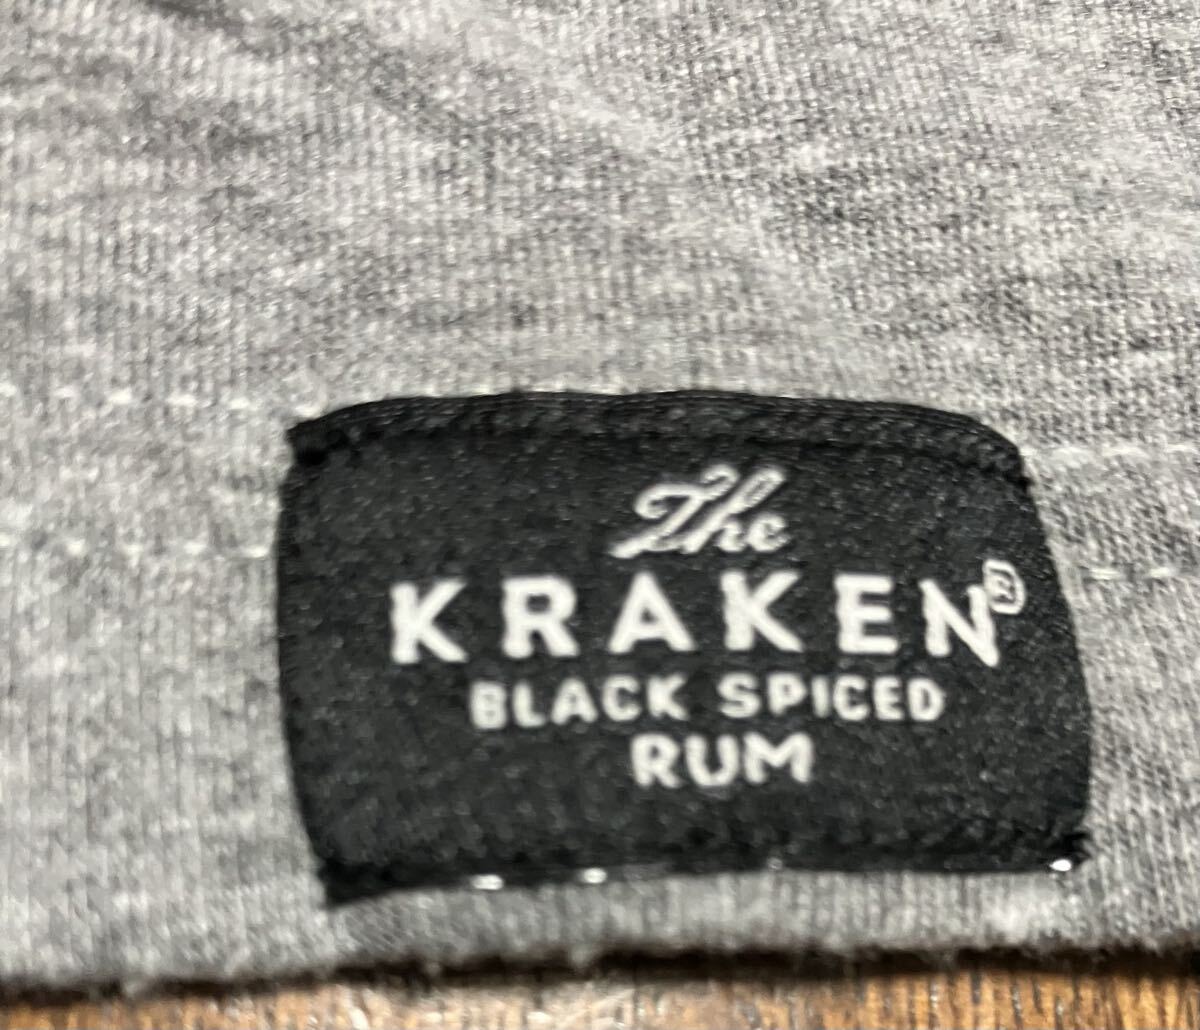 The
KRAKEN®
BLACK SPICED
RUM